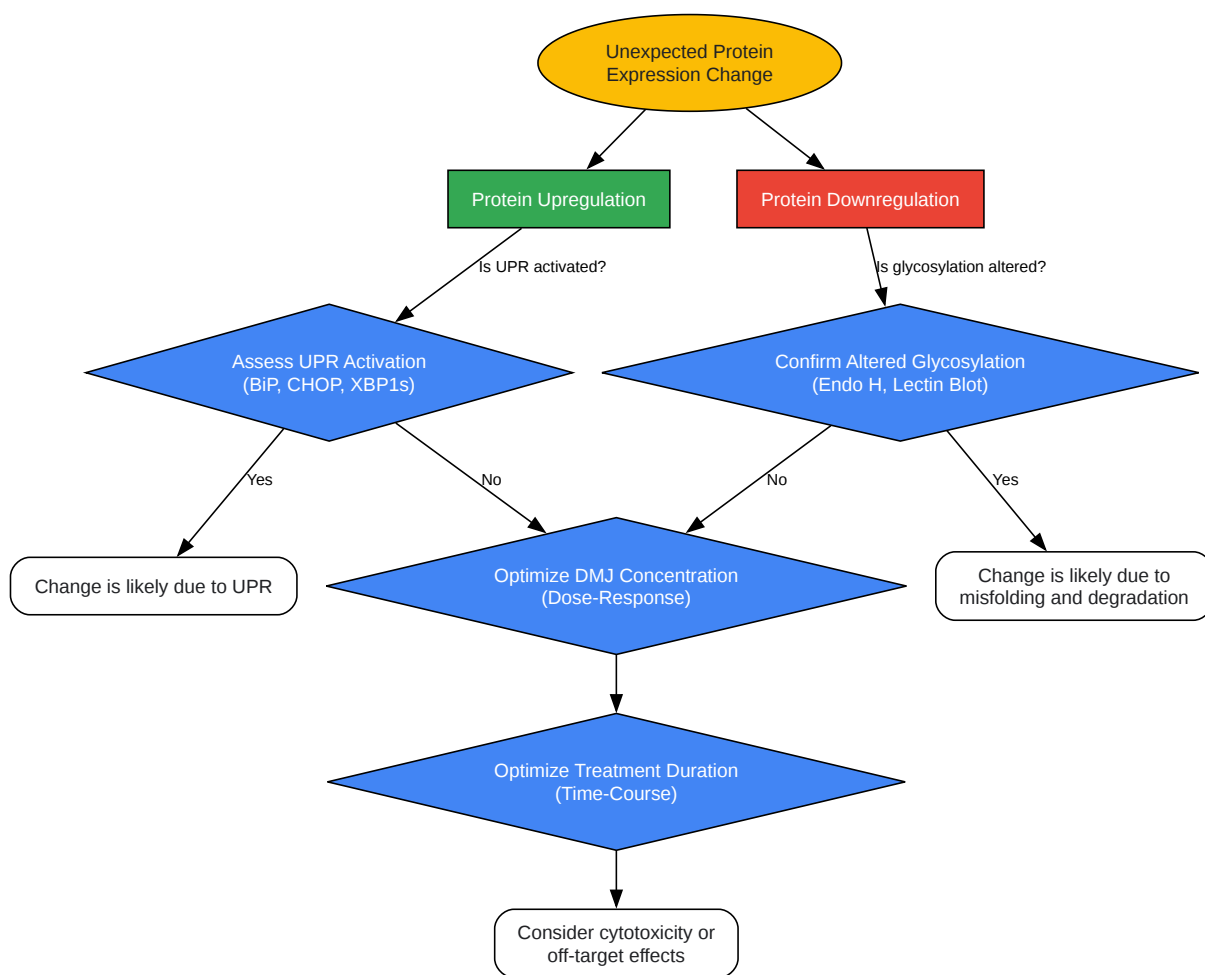 Unexpected Protein
Expression Change
Protein Upregulation
Protein Downregulation
Is UPR activated?
Is glycosylation altered?
Assess UPR Activation
(BiP, CHOP, XBP1s)
Confirm Altered Glycosylation
(Endo H, Lectin Blot)
Yes
No
No
Yes
Change is likely due to UPR
Optimize DMJ Concentration
(Dose-Response)
Change is likely due to
misfolding and degradation
Optimize Treatment Duration
(Time-Course)
Consider cytotoxicity or
off-target effects